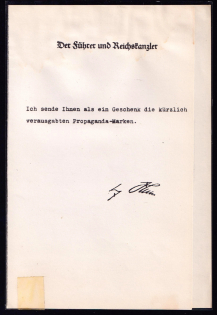 Der Führer und Reichskanzler
Ich sende Ihnen als ein Geschenk die kürzlich
verausgabten Propaganda-Marken.